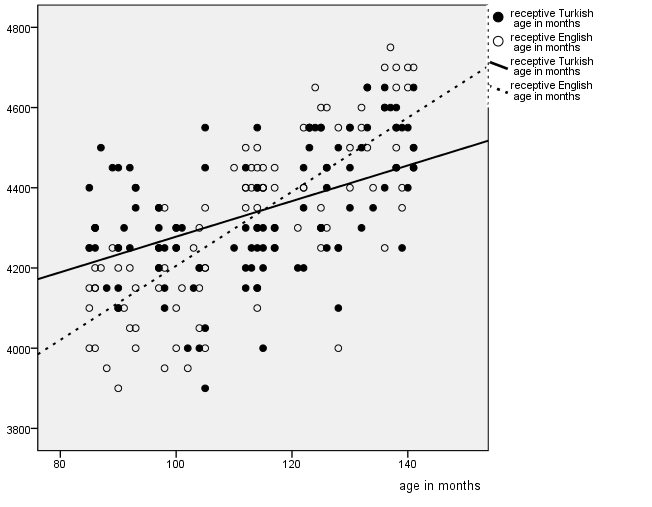 4800
4600
4400
4200
4000
3800
80
100
120
140
age in months
receptive Turkish
age in months
receptive English
age in months
receptive Turkish
age in months
receptive English
age in months